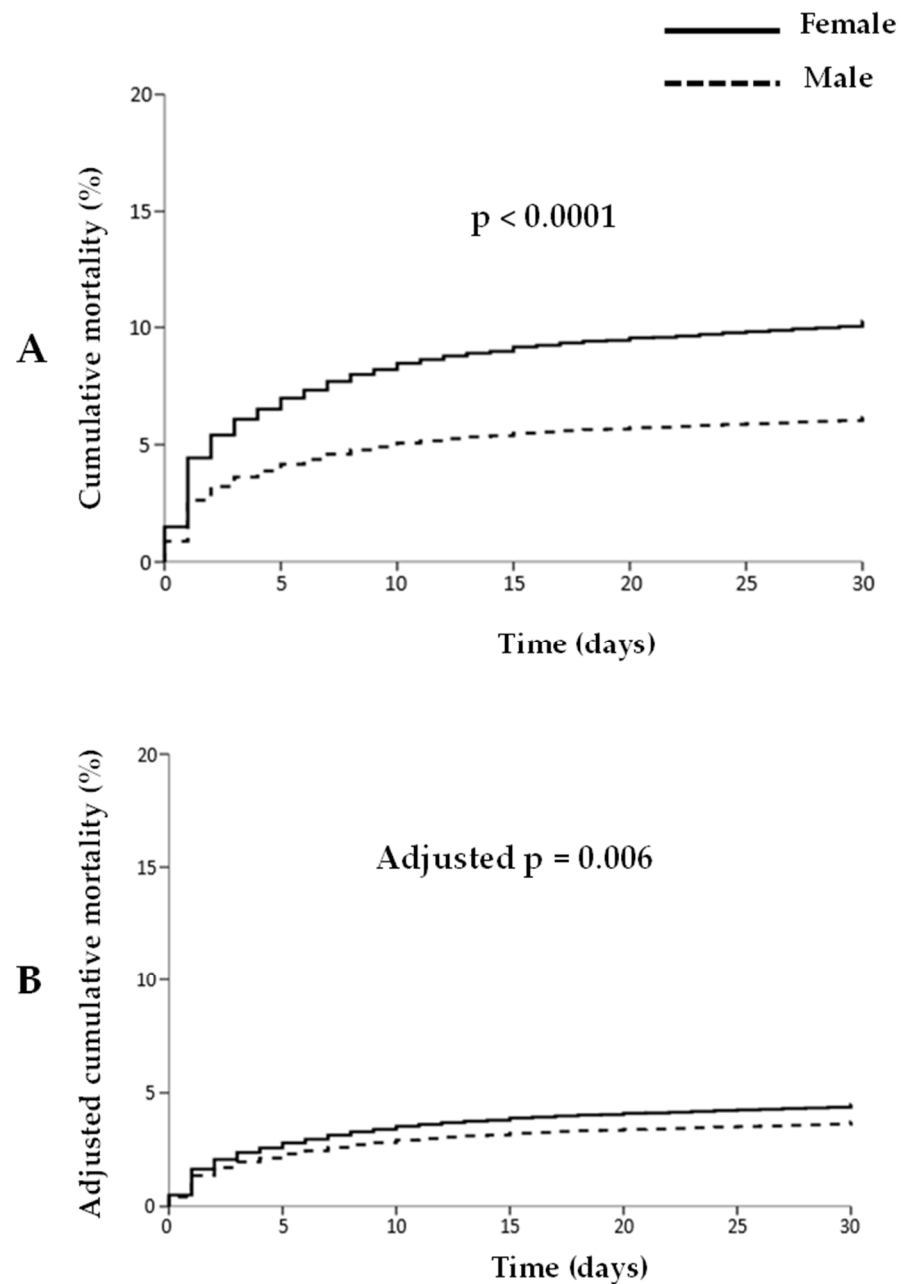 Female
Male
A
Cumulative mortality (%)
20
15
10
5
0
p < 0.0001
0 5 10 15 20 25 30
Time (days)
B
Adjusted cumulative mortality (%)
20
15
10
5
0
Adjusted p = 0.006
0 5 10 15 20 25 30
Time (days)